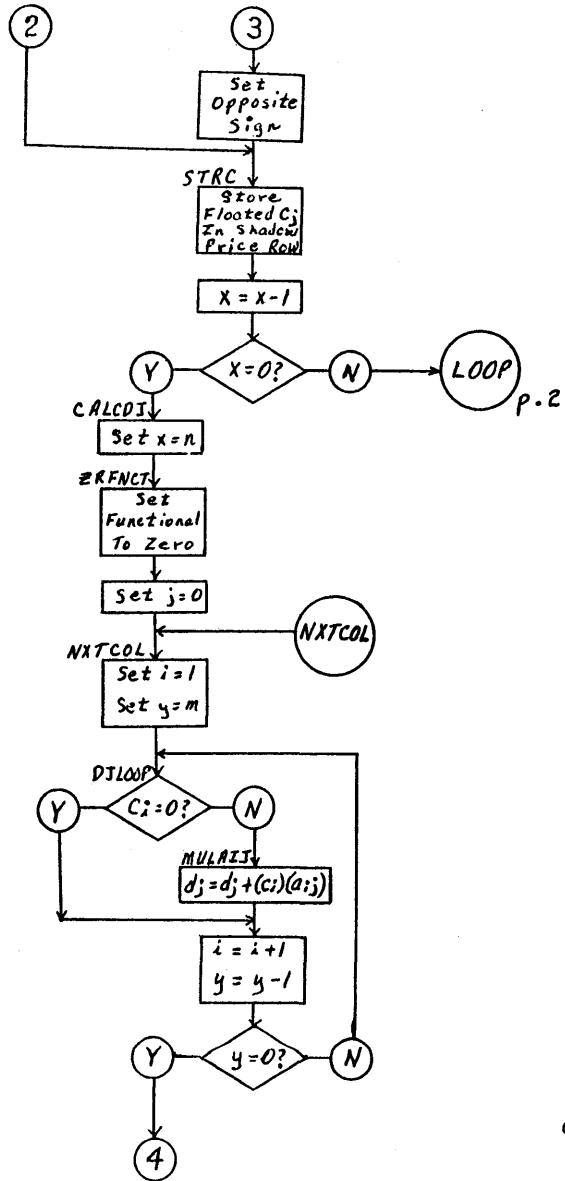 2
3
Set
Opposite
Sign
STRC
Store
Floated Cj
In Shadow
Price Row
x = x-1
Y
x=0?
N
LOOP
p.2
CALCDJ
Set x=n
ZRFNCT
Set
Functional
To Zero
Set j=0
NXTCOL
NXTCOL
Set i=1
Set y=m
DJLOOP
Y
Ci=0?
N
MULAIJ
dj=dj+(ci)(aij)
i = i+1
y = y-1
Y
y=0?
N
4